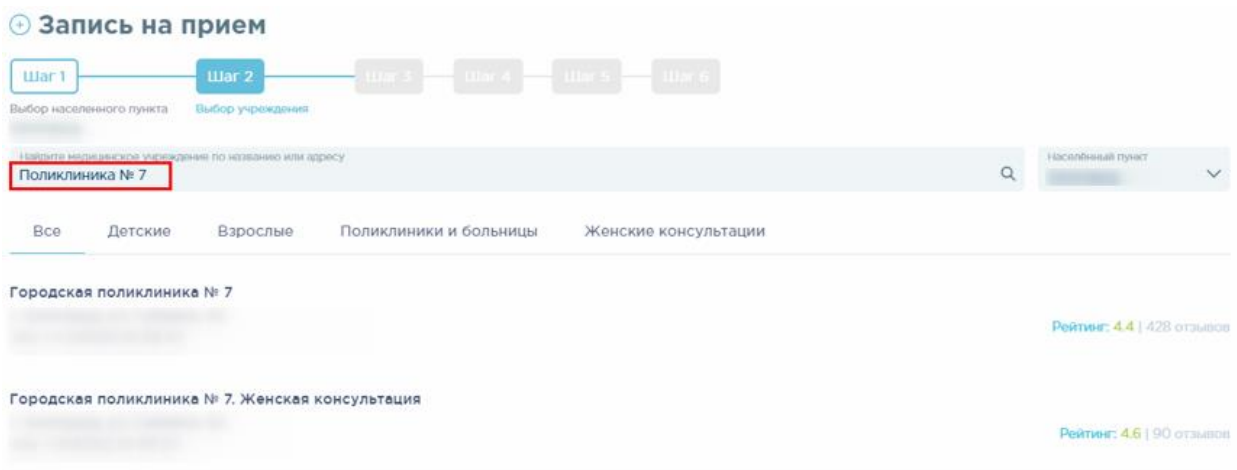 Запись на прием
Шаг 1 Шаг 2 Шаг 3 Шаг 4 Шаг 5 Шаг 6
Выбор населенного пункта Выбор учреждения
Найдите медицинское учреждение по названию или адресу Населённый пункт
Поликлиника № 7
Все Детские Взрослые Поликлиники и больницы Женские консультации
Городская поликлиника № 7
Рейтинг: 4.4 | 428 отзывов
Городская поликлиника № 7. Женская консультация
Рейтинг: 4.6 | 90 отзывов